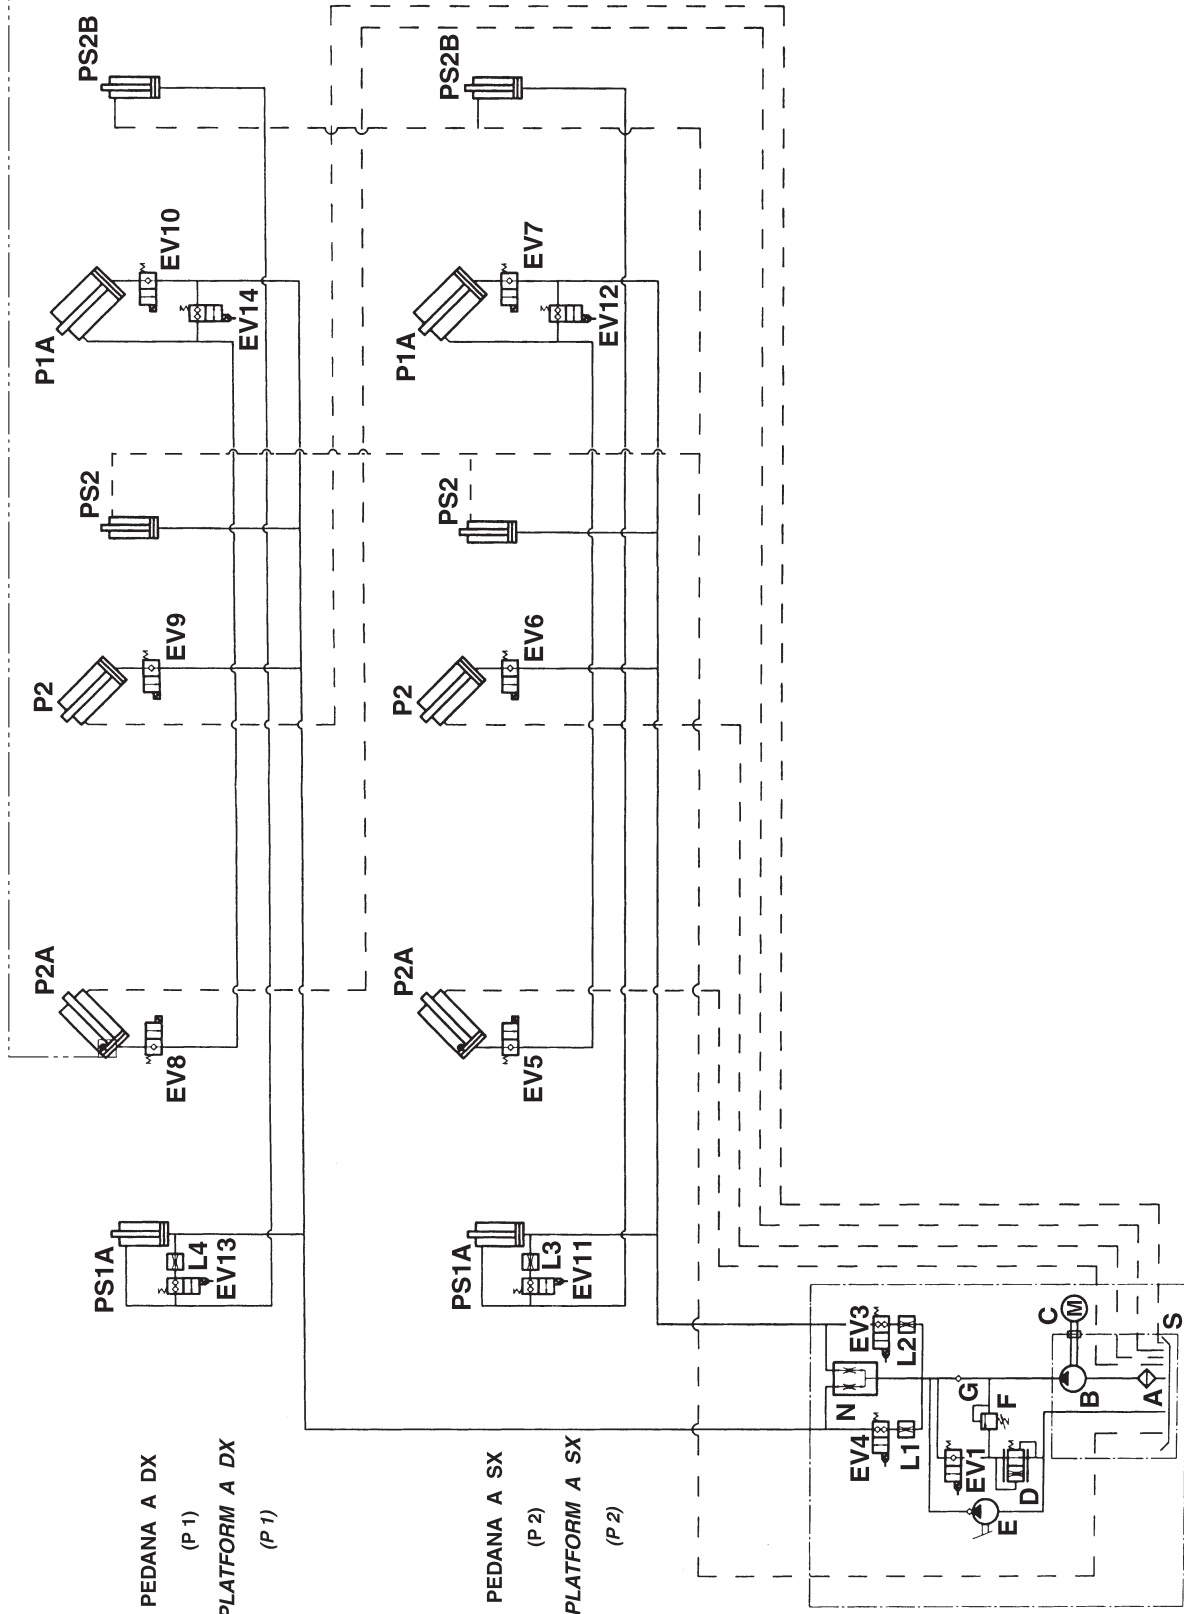 PEDANA A DX
(P 1)
PLATFORM A DX
(P 1)
PS1A
L4
EV13
P2A
EV8
P2
EV9
PS2
P1A
EV10
EV14
PS2B
PEDANA A SX
(P 2)
PLATFORM A SX
(P 2)
PS1A
L3
EV11
P2A
EV5
P2
EV6
PS2
P1A
EV7
EV12
PS2B
N
EV4
L1
EV3
L2
EV1
G
F
D
E
C
M
B
A
S